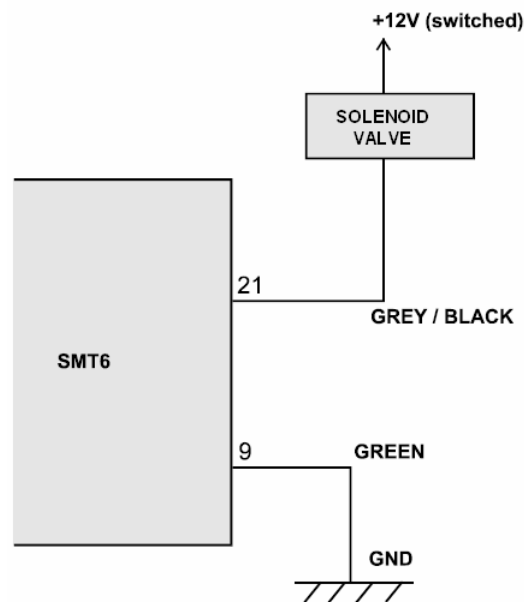 +12V (switched)
SOLENOID
VALVE
21
GREY / BLACK
SMT6
9
GREEN
GND